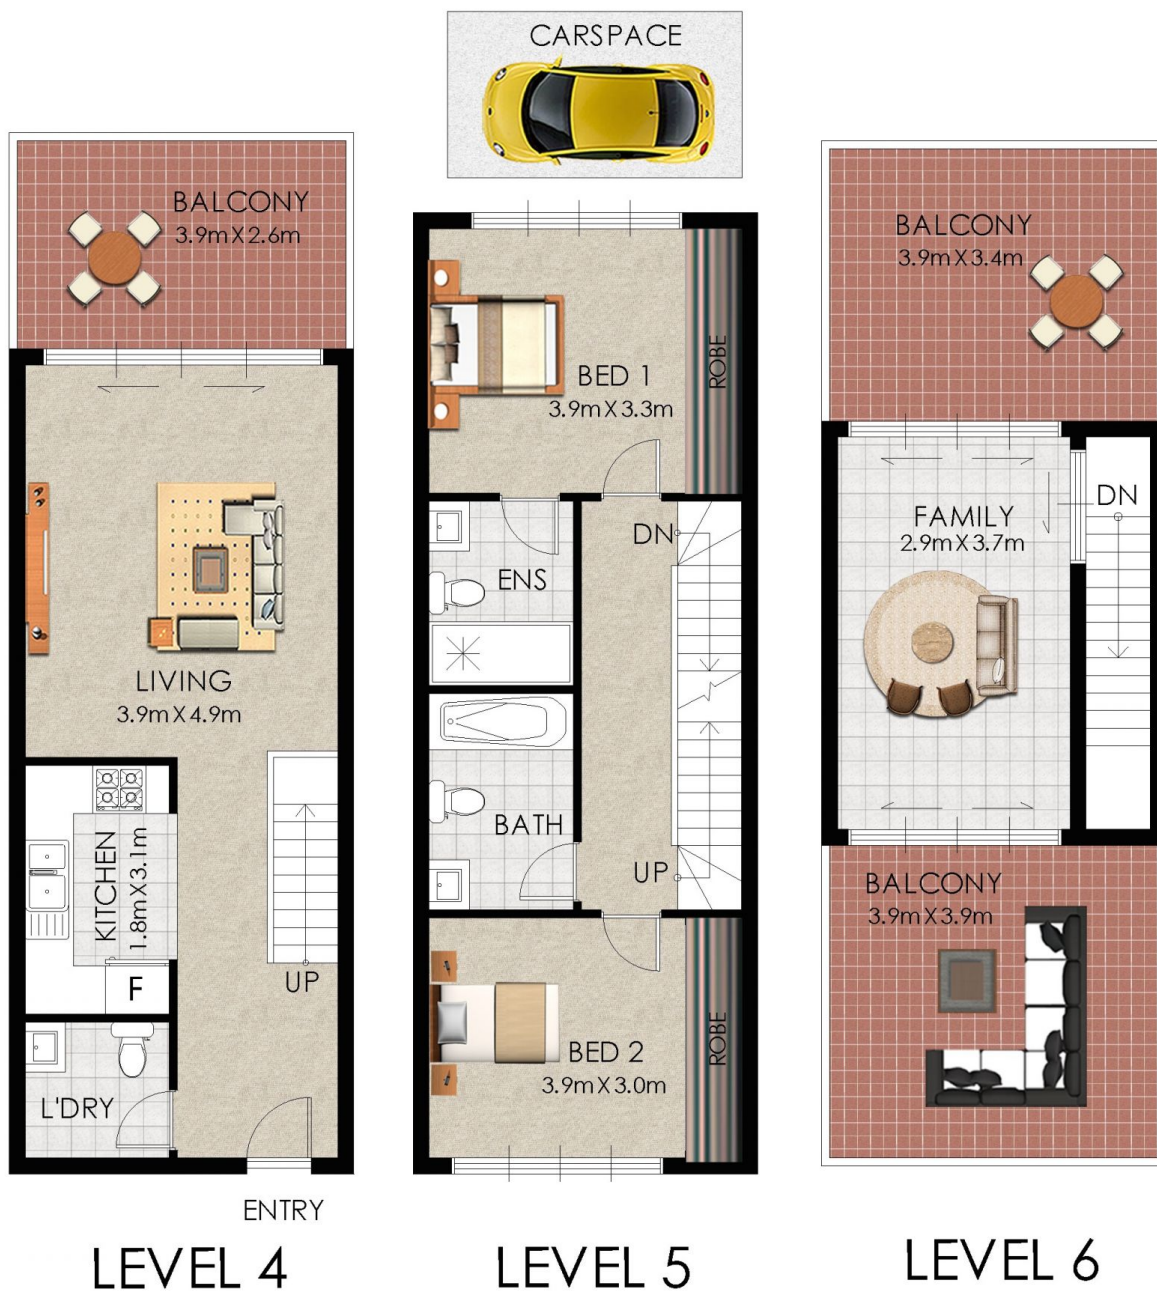 CARSPACE
BALCONY
3.9m X 2.6m
LIVING
3.9m X 4.9m
KITCHEN
1.8m X 3.1m
F
UP
L'DRY
ENTRY
LEVEL 4
BED 1
3.9m X 3.3m
ROBE
ENS
DN
BATH
UP
BED 2
3.9m X 3.0m
ROBE
LEVEL 5
BALCONY
3.9m X 3.4m
DN
FAMILY
2.9m X 3.7m
BALCONY
3.9m X 3.9m
LEVEL 6